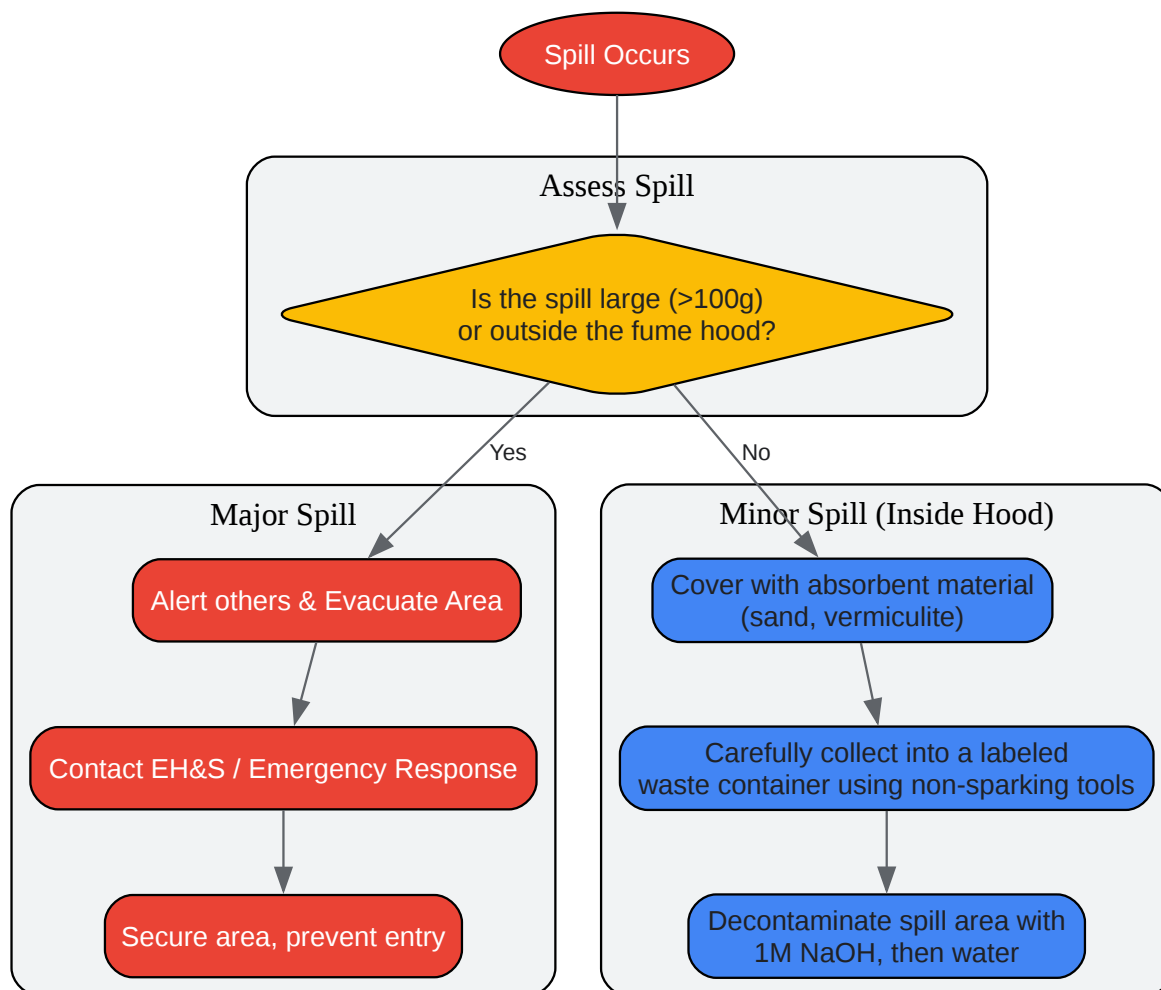 Spill Occurs
Assess Spill
Is the spill large (>100g)
or outside the fume hood?
Yes
No
Major Spill
Alert others & Evacuate Area
Contact EH&S / Emergency Response
Secure area, prevent entry
Minor Spill (Inside Hood)
Cover with absorbent material
(sand, vermiculite)
Carefully collect into a labeled
waste container using non-sparking tools
Decontaminate spill area with
1M NaOH, then water